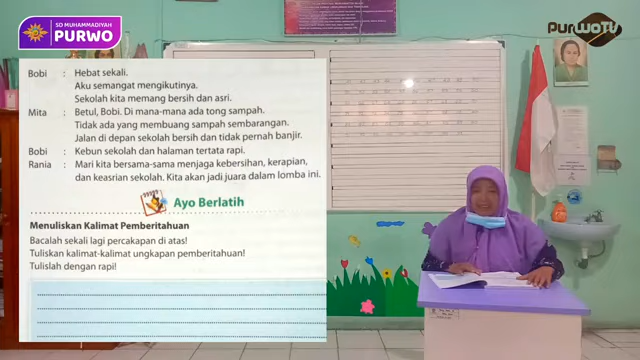 SD MUHAMMADIYAH
PURWO
PURWOTV
Bobi : Hebat sekali.
Aku semangat mengikutinya.
Sekolah kita memang bersih dan asri.
Mita : Betul, Bobi. Di mana-mana ada tong sampah.
Tidak ada yang membuang sampah sembarangan.
Jalan di depan sekolah bersih dan tidak pernah banjir.
Bobi : Kebun sekolah dan halaman tertata rapi.
Rania : Mari kita bersama-sama menjaga kebersihan, kerapian,
dan keasrian sekolah. Kita akan jadi juara dalam lomba ini.
Ayo Berlatih
Menuliskan Kalimat Pemberitahuan
Bacalah sekali lagi percakapan di atas!
Tuliskan kalimat-kalimat ungkapan pemberitahuan!
Tulislah dengan rapi!